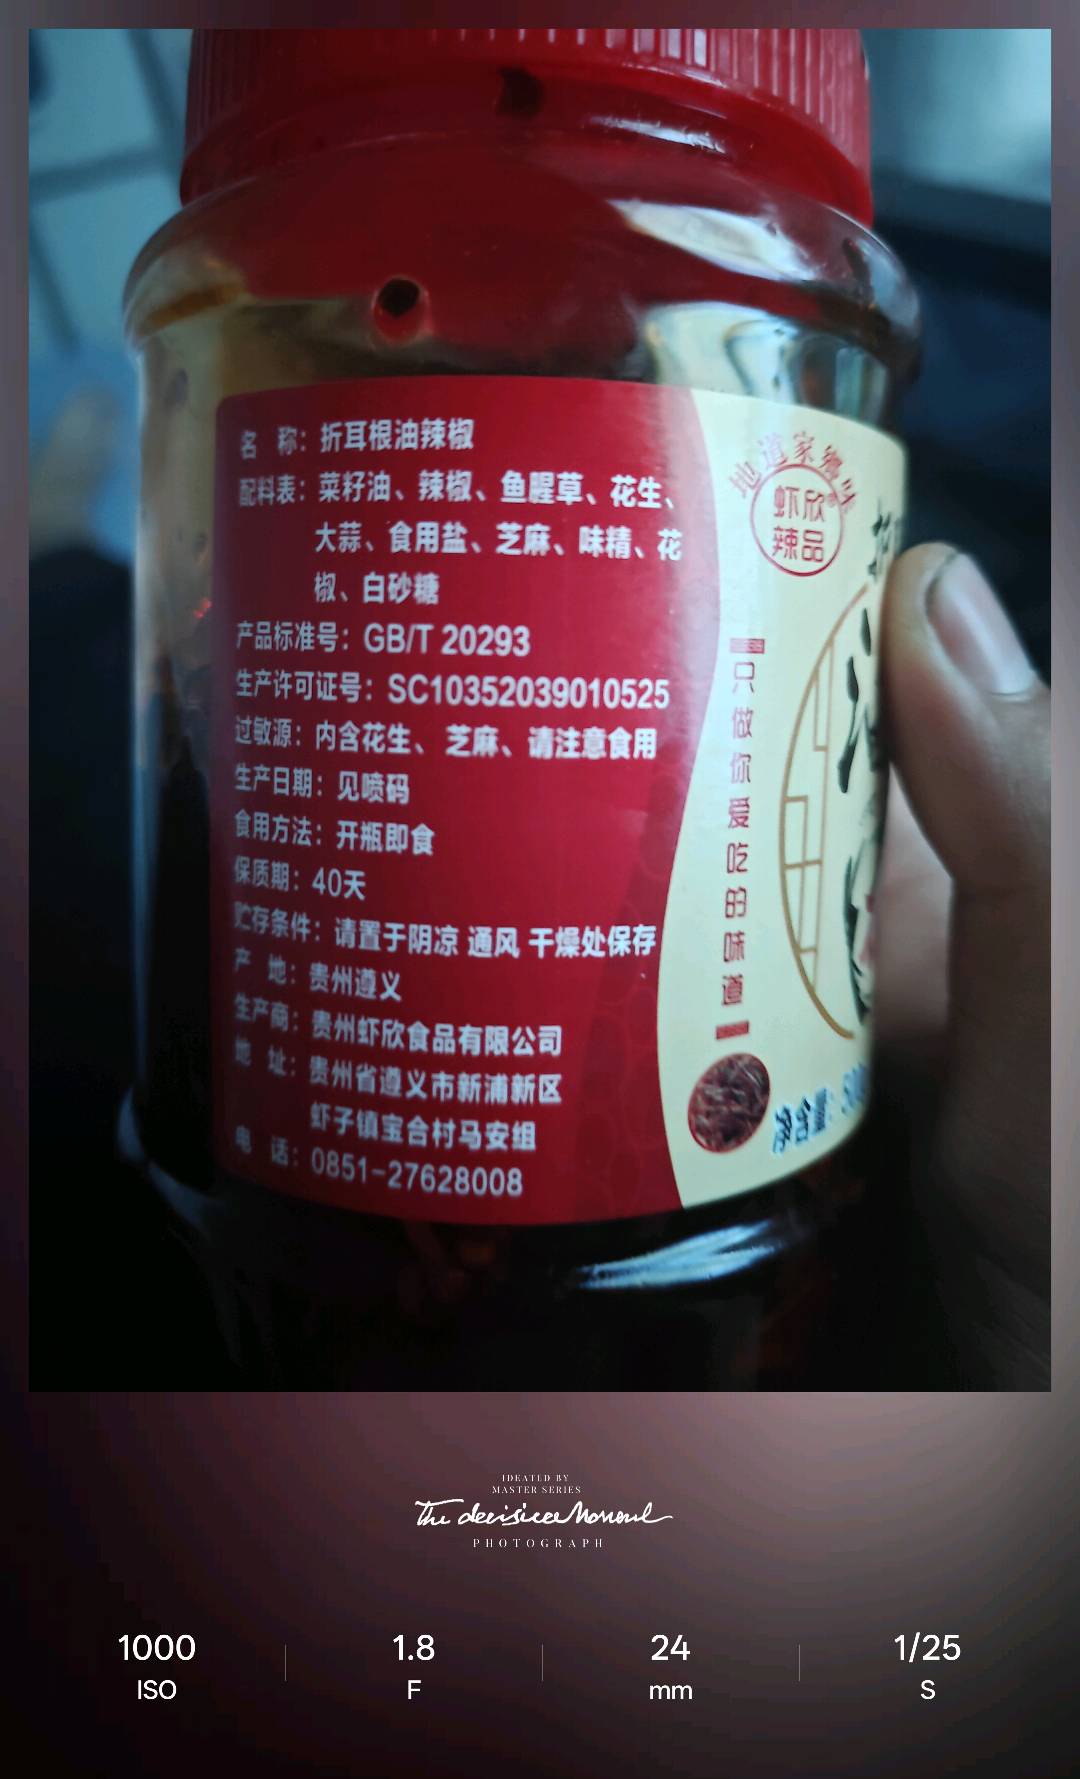 名 称：折耳根油辣椒
配料表：菜籽油、辣椒、鱼腥草、花生、
大蒜、食用盐、芝麻、味精、花
椒、白砂糖
产品标准号：GB/T 20293
生产许可证号：SC10352039010525
过敏源：内含花生、芝麻、请注意食用
生产日期：见喷码
食用方法：开瓶即食
保质期：40天
贮存条件：请置于阴凉 通风 干燥处保存
产 地：贵州遵义
生产商：贵州虾欣食品有限公司
地 址：贵州省遵义市新浦新区
虾子镇宝合村马安组
电 话：0851-27628008
地道家乡味
虾欣®
辣品
只做你爱吃的味道
净含量：
IDEATED BY
MASTER SERIES
The decisive Moment
PHOTOGRAPH
1000
ISO
1.8
F
24
mm
1/25
S